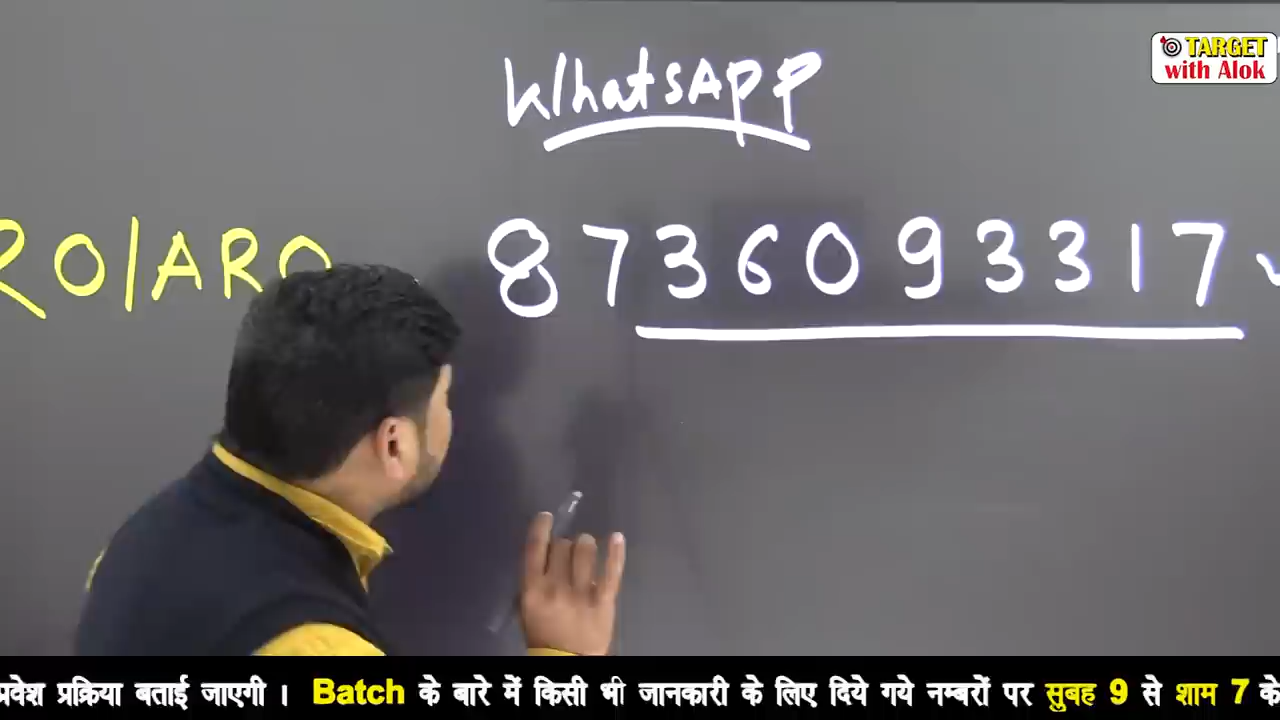 TARGET
with Alok
WhatsApp
RO/ARO
8736093317
प्रवेश प्रक्रिया बताई जाएगी । Batch के बारे में किसी भी जानकारी के लिए दिये गये नम्बरों पर सुबह 9 से शाम 7 के